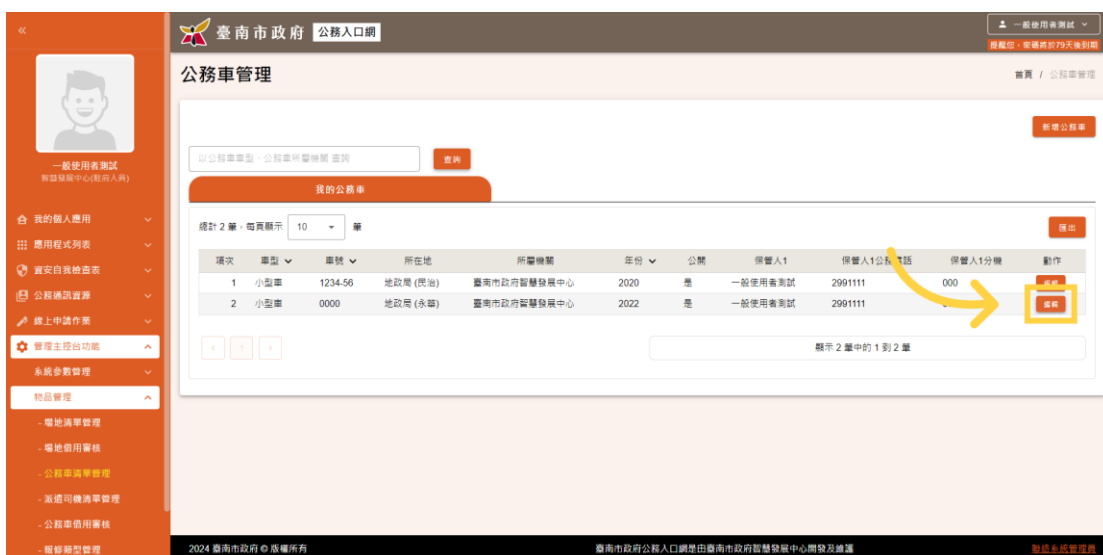 «
臺南市政府 公務入口網
一般使用者測試
提醒您，密碼將於79天後到期
公務車管理
首頁 / 公務車管理
新增公務車
以公務車車型、公務車所屬機關 查詢
查詢
我的公務車
總計 2 筆，每頁顯示 10 筆
匯出
項次 車型 車號 所在地 所屬機關 年份 公開 保管人1 保管人1公務電話 保管人1分機 動作
1 小型車 1234-56 地政局 (民治) 臺南市政府智慧發展中心 2020 是 一般使用者測試 2991111 000 編輯
2 小型車 0000 地政局 (永華) 臺南市政府智慧發展中心 2022 是 一般使用者測試 2991111 編輯
‹ 1 ›
顯示 2 筆中的 1 到 2 筆
一般使用者測試
智慧發展中心(駐府人員)
我的個人應用
應用程式列表
資安自我檢查表
公務通訊資源
線上申請作業
管理主控台功能
系統參數管理
物品管理
- 場地清單管理
- 場地借用審核
- 公務車清單管理
- 派遣司機清單管理
- 公務車借用審核
- 報修類型管理
2024 臺南市政府 © 版權所有
臺南市政府公務入口網是由臺南市政府智慧發展中心開發及維護
聯絡系統管理員